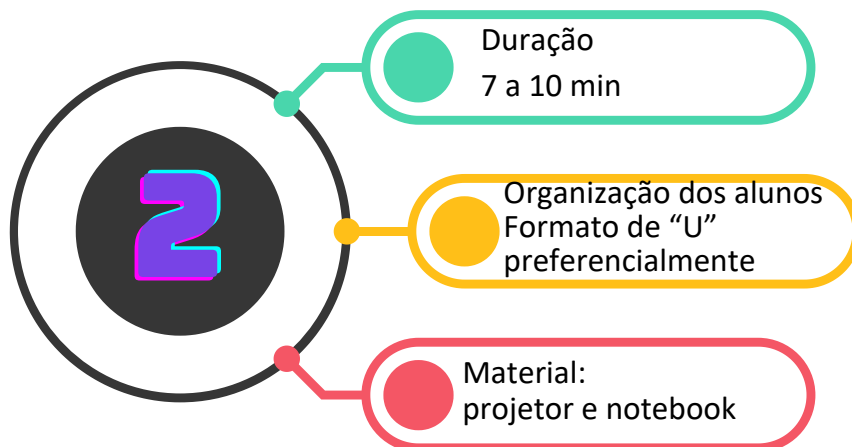 2
Duração
7 a 10 min
Organização dos alunos
Formato de “U”
preferencialmente
Material:
projetor e notebook